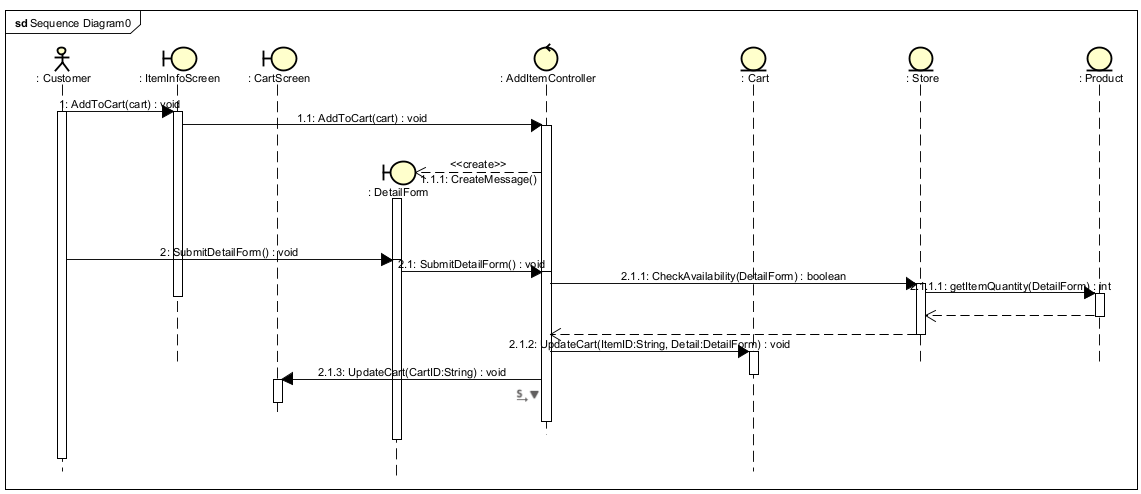 sd Sequence Diagram0
: Customer
: ItemInfoScreen
: CartScreen
: AddItemController
: Cart
: Store
: Product
1: AddToCart(cart) : void
1.1: AddToCart(cart) : void
<<create>>
1.1.1: CreateMessage()
: DetailForm
2: SubmitDetailForm() : void
2.1: SubmitDetailForm() : void
2.1.1: CheckAvailability(DetailForm) : boolean
2.1.1.1: getItemQuantity(DetailForm) : int
2.1.2: UpdateCart(ItemID:String, Detail:DetailForm) : void
2.1.3: UpdateCart(CartID:String) : void
S